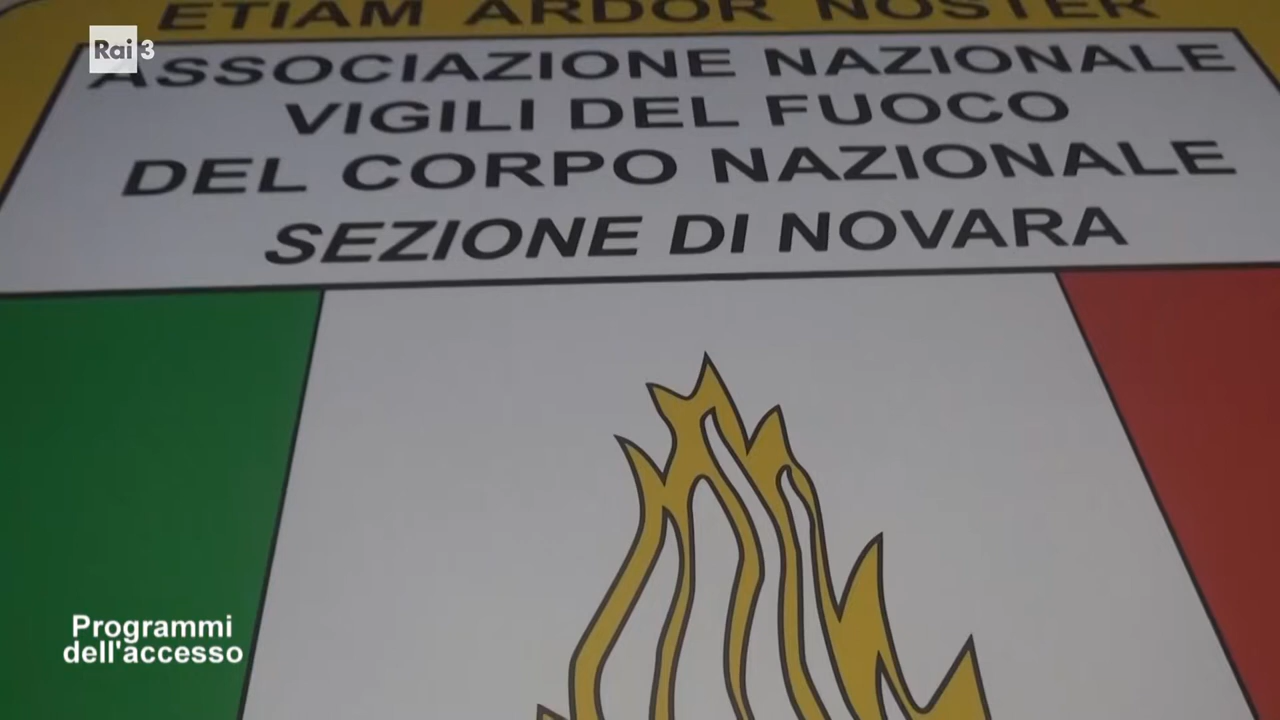 ETIAM ARDOR NOSTER
Rai 3
ASSOCIAZIONE NAZIONALE
VIGILI DEL FUOCO
DEL CORPO NAZIONALE
SEZIONE DI NOVARA
Programmi
dell'accesso